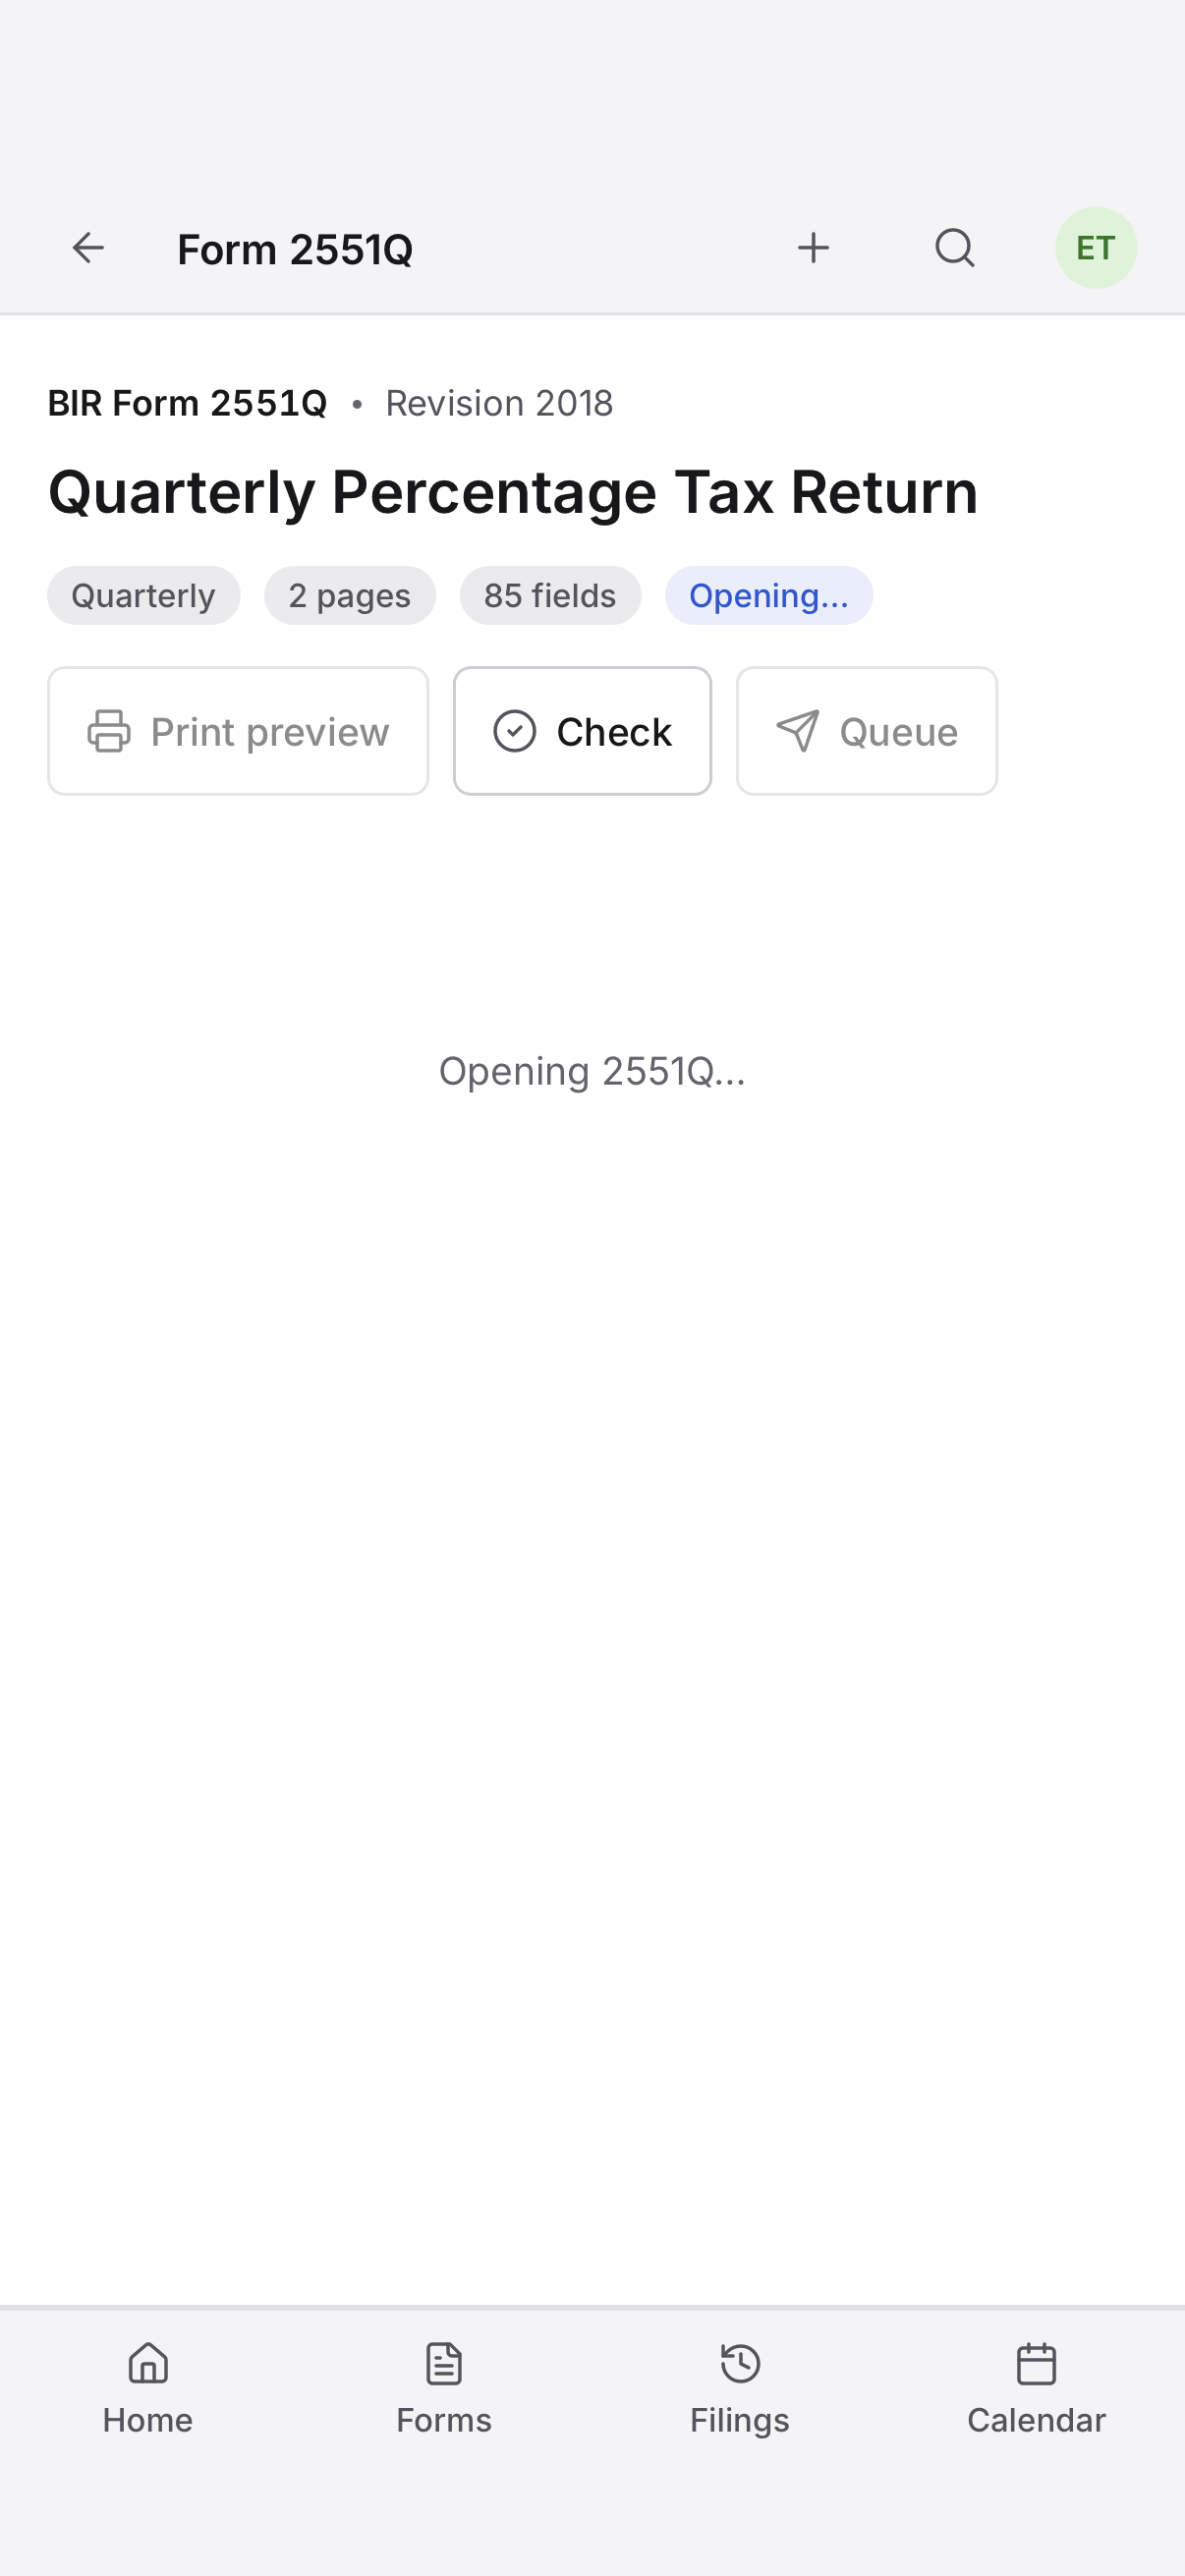 Form 2551Q
ET
BIR Form 2551Q • Revision 2018
Quarterly Percentage Tax Return
Quarterly 2 pages 85 fields Opening...
Print preview Check Queue
Opening 2551Q...
Home Forms Filings Calendar